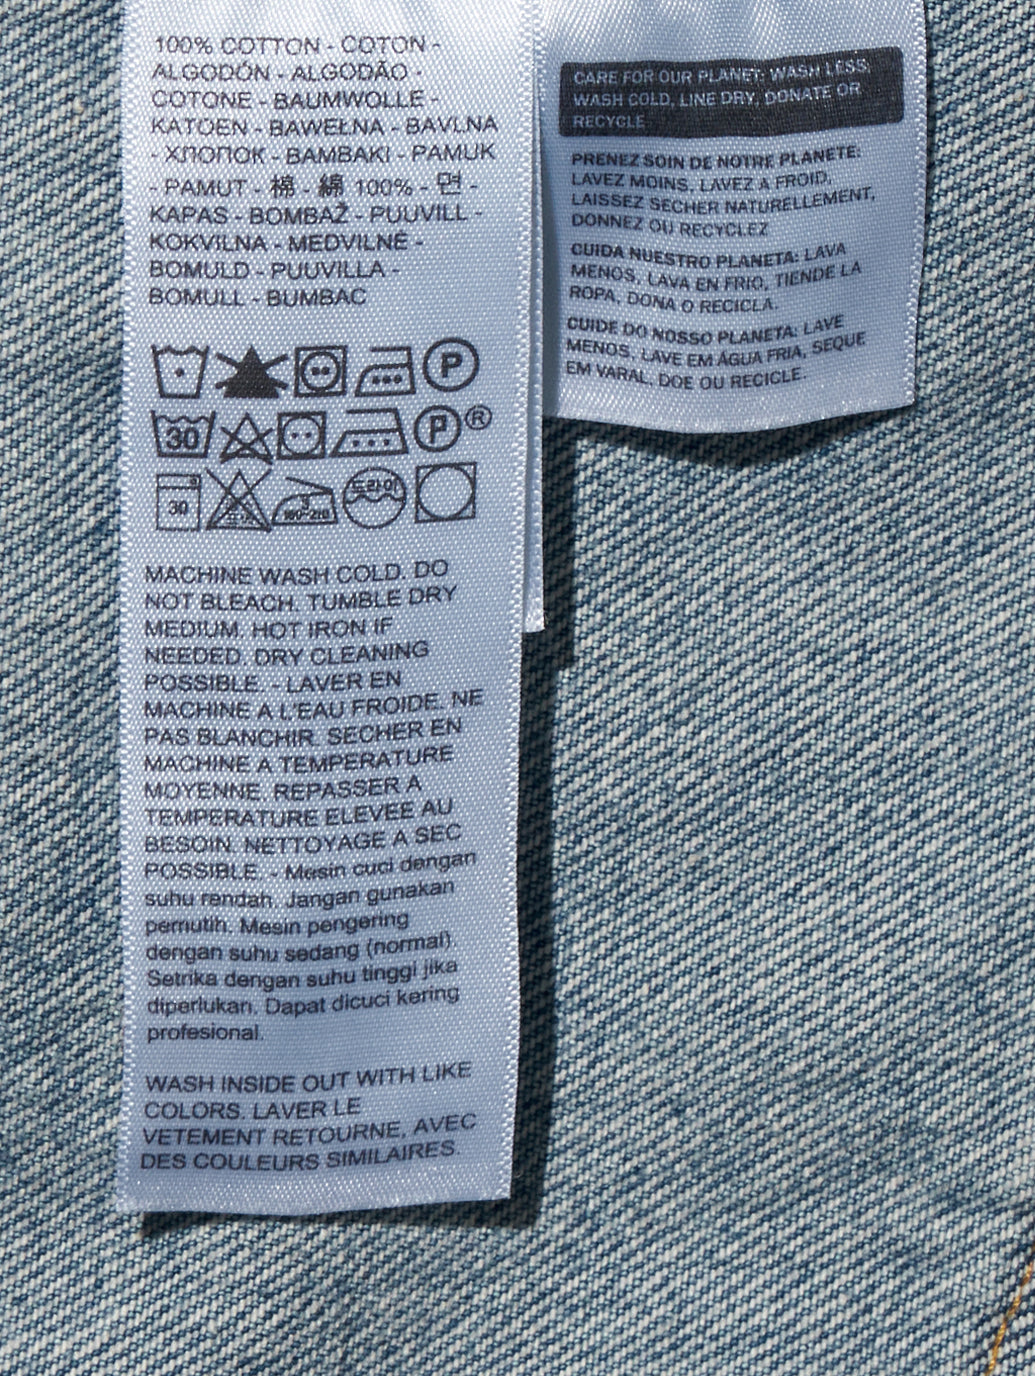 100% COTTON - COTON -
ALGODÓN - ALGODÃO -
COTONE - BAUMWOLLE -
KATOEN - BAWEŁNA - BAVLNA
- ХЛОПОК - BAMBAKI - PAMUK
- PAMUT - 棉 - 綿 100% - 면 -
KAPAS - BOMBAŽ - PUUVILL -
KOKVILNA - MEDVILNĖ -
BOMULD - PUUVILLA -
BOMULL - BUMBAC
P
30 P®
30 180-210 드라이
MACHINE WASH COLD. DO
NOT BLEACH. TUMBLE DRY
MEDIUM. HOT IRON IF
NEEDED. DRY CLEANING
POSSIBLE. - LAVER EN
MACHINE A L'EAU FROIDE. NE
PAS BLANCHIR. SECHER EN
MACHINE A TEMPERATURE
MOYENNE. REPASSER A
TEMPERATURE ELEVEE AU
BESOIN. NETTOYAGE A SEC
POSSIBLE. - Mesin cuci dengan
suhu rendah. Jangan gunakan
pemutih. Mesin pengering
dengan suhu sedang (normal).
Setrika dengan suhu tinggi jika
diperlukan. Dapat dicuci kering
profesional.
WASH INSIDE OUT WITH LIKE
COLORS. LAVER LE
VETEMENT RETOURNE, AVEC
DES COULEURS SIMILAIRES.
CARE FOR OUR PLANET: WASH LESS,
WASH COLD, LINE DRY, DONATE OR
RECYCLE
PRENEZ SOIN DE NOTRE PLANETE:
LAVEZ MOINS, LAVEZ A FROID,
LAISSEZ SECHER NATURELLEMENT,
DONNEZ OU RECYCLEZ
CUIDA NUESTRO PLANETA: LAVA
MENOS, LAVA EN FRIO, TIENDE LA
ROPA, DONA O RECICLA.
CUIDE DO NOSSO PLANETA: LAVE
MENOS, LAVE EM ÁGUA FRIA, SEQUE
EM VARAL, DOE OU RECICLE.